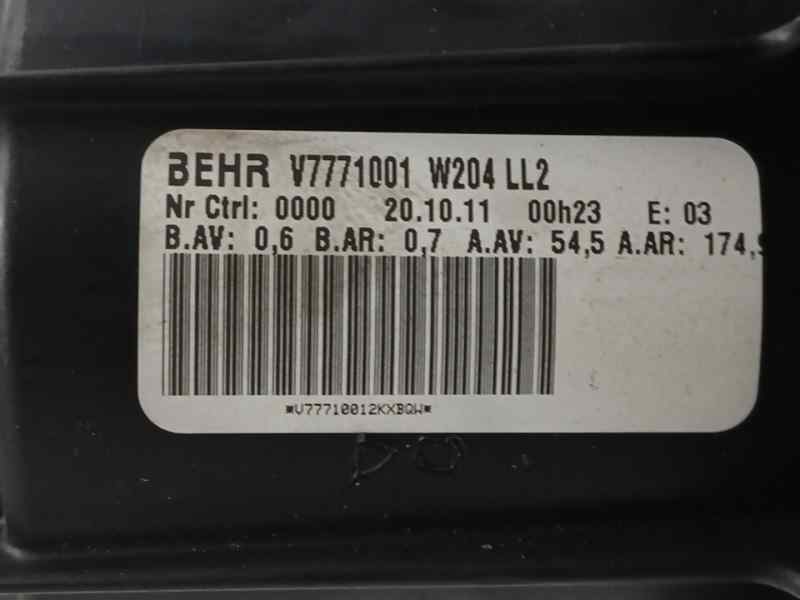 BEHR V7771001 W204 LL2
Nr Ctrl: 0000 20.10.11 00h23 E: 03
B.AV: 0,6 B.AR: 0,7 A.AV: 54,5 A.AR: 174,9
*V77710012KXBQW*